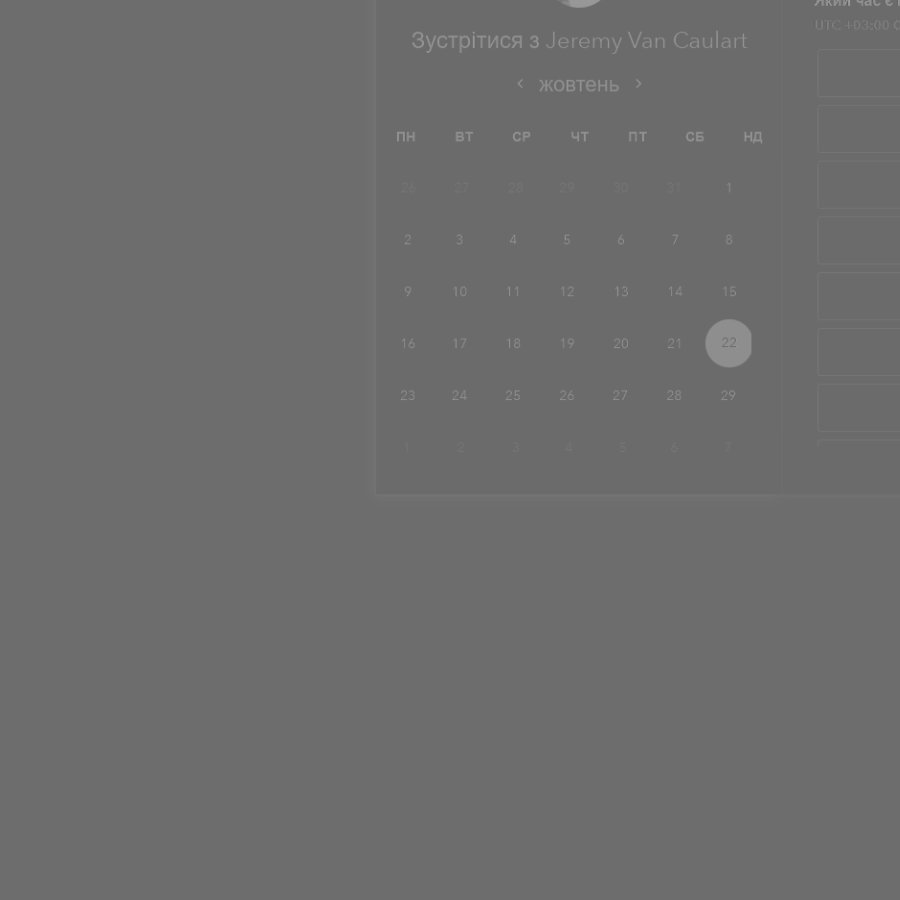 Який час є
UTC +03:00
Зустрітися з Jeremy Van Caulart
жовтень
ПН ВТ СР ЧТ ПТ СБ НД
26 27 28 29 30 31 1
2 3 4 5 6 7 8
9 10 11 12 13 14 15
16 17 18 19 20 21 22
23 24 25 26 27 28 29
1 2 3 4 5 6 7